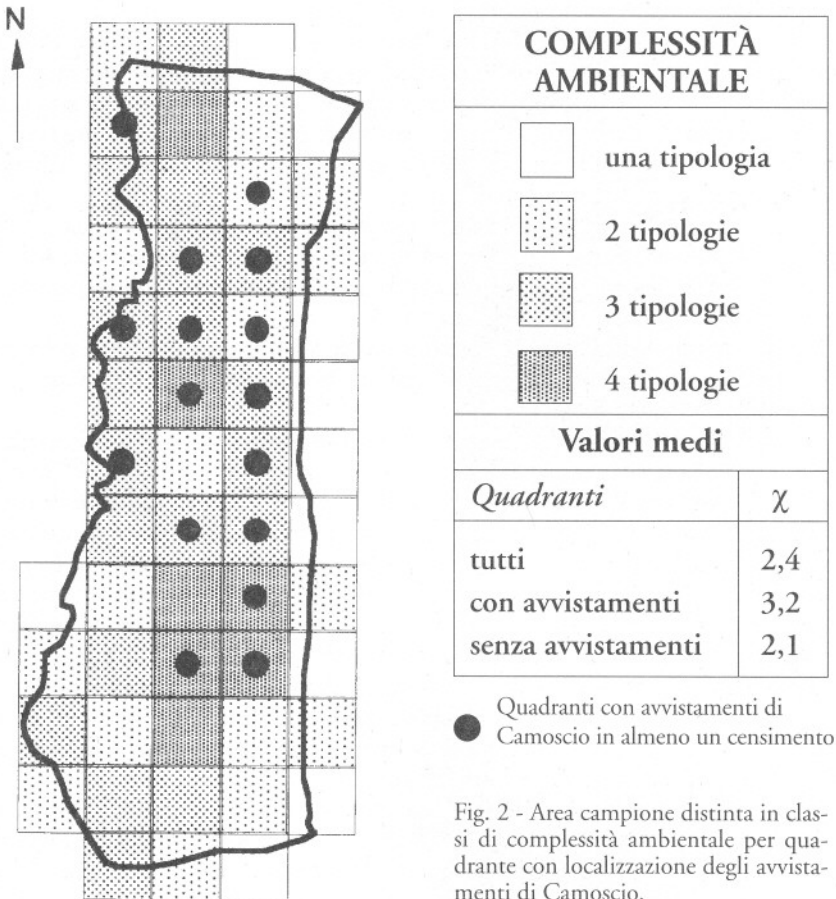 N
COMPLESSITÀ
AMBIENTALE
una tipologia
2 tipologie
3 tipologie
4 tipologie
Valori medi
Quadranti χ
tutti 2,4
con avvistamenti 3,2
senza avvistamenti 2,1
Quadranti con avvistamenti di
Camoscio in almeno un censimento
Fig. 2 - Area campione distinta in clas-
si di complessità ambientale per qua-
drante con localizzazione degli avvista-
menti di Camoscio.